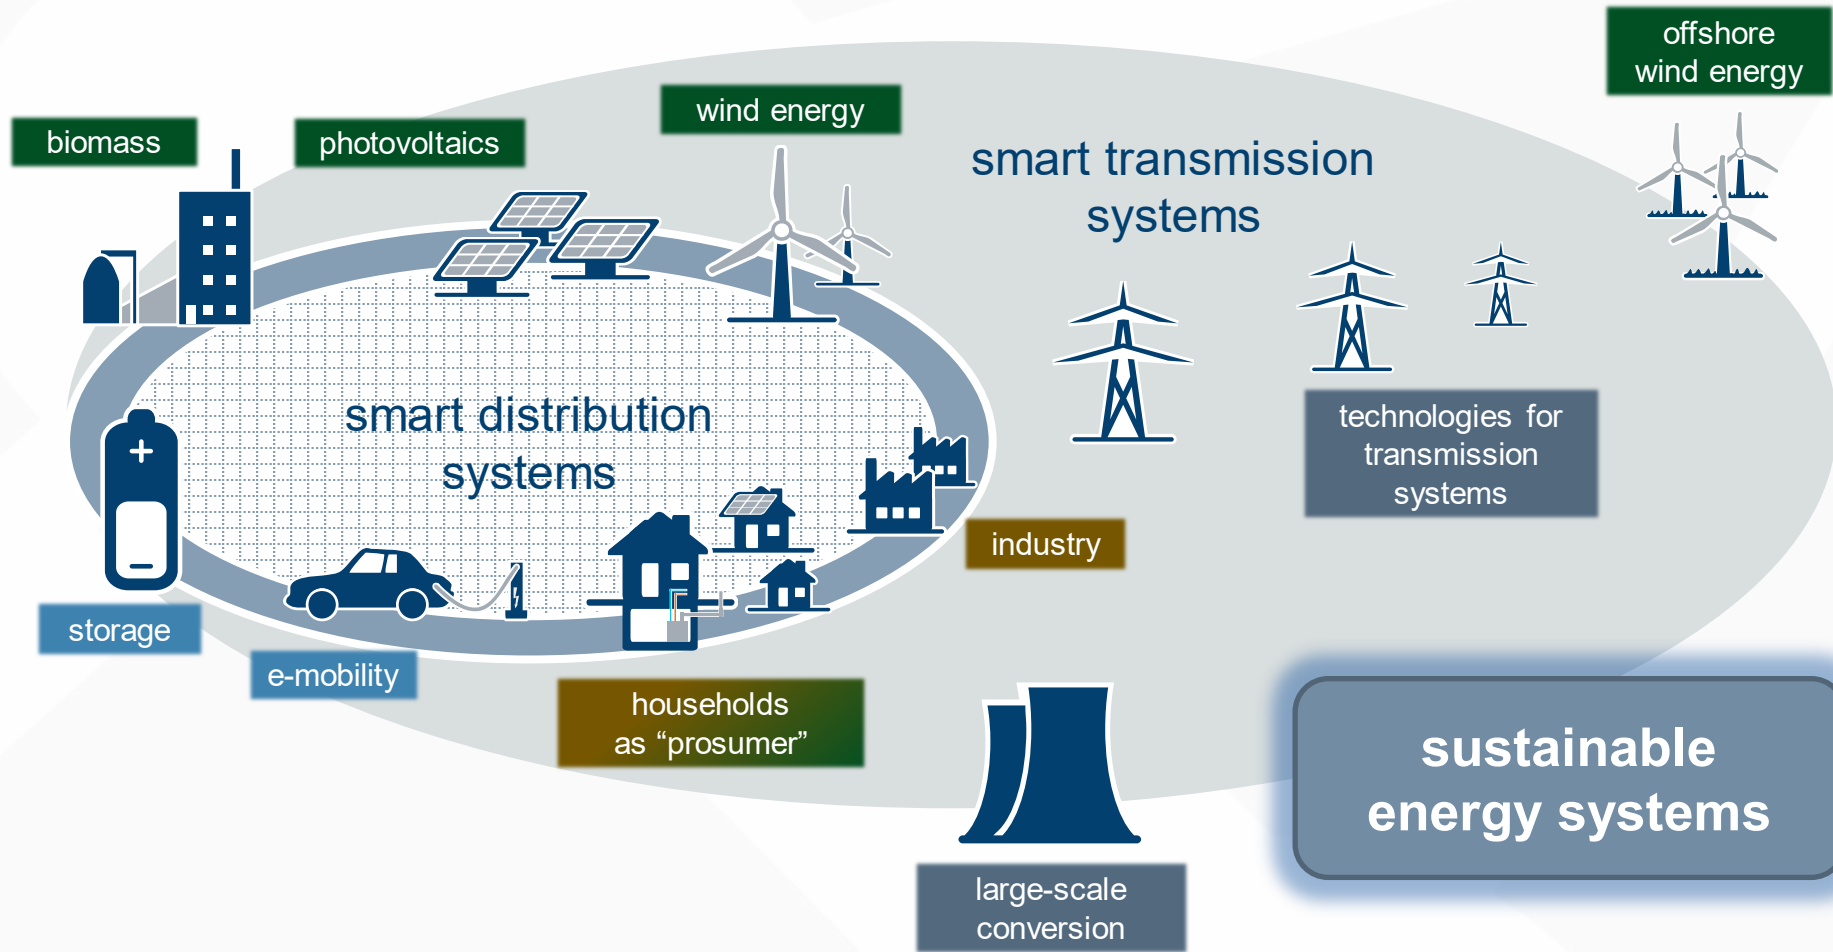 offshore
wind energy
wind energy
biomass
photovoltaics
smart transmission
systems
smart distribution
systems
technologies for
transmission
systems
industry
storage
e-mobility
households
as “prosumer”
sustainable
energy systems
large-scale
conversion